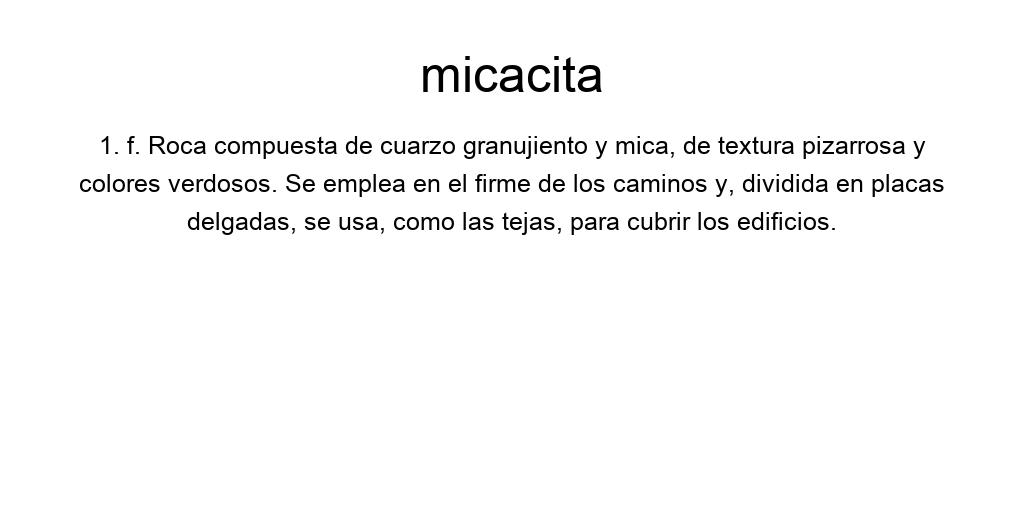 micacita
1. f. Roca compuesta de cuarzo granujiento y mica, de textura pizarrosa y
colores verdosos. Se emplea en el firme de los caminos y, dividida en placas
delgadas, se usa, como las tejas, para cubrir los edificios.